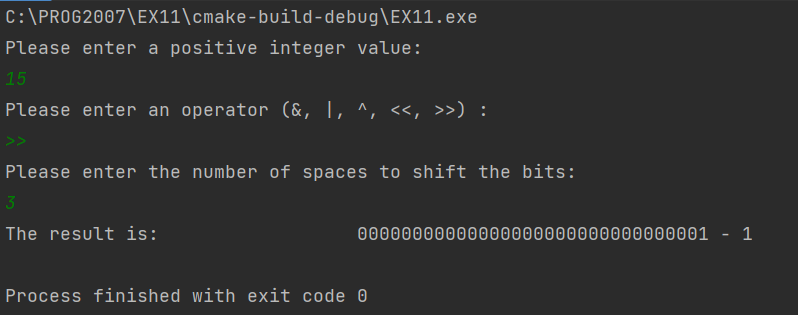 C:\PROG2007\EX11\cmake-build-debug\EX11.exe
Please enter a positive integer value:
15
Please enter an operator (&, |, ^, <<, >>) :
>>
Please enter the number of spaces to shift the bits:
3
The result is:                  00000000000000000000000000000001 - 1
Process finished with exit code 0